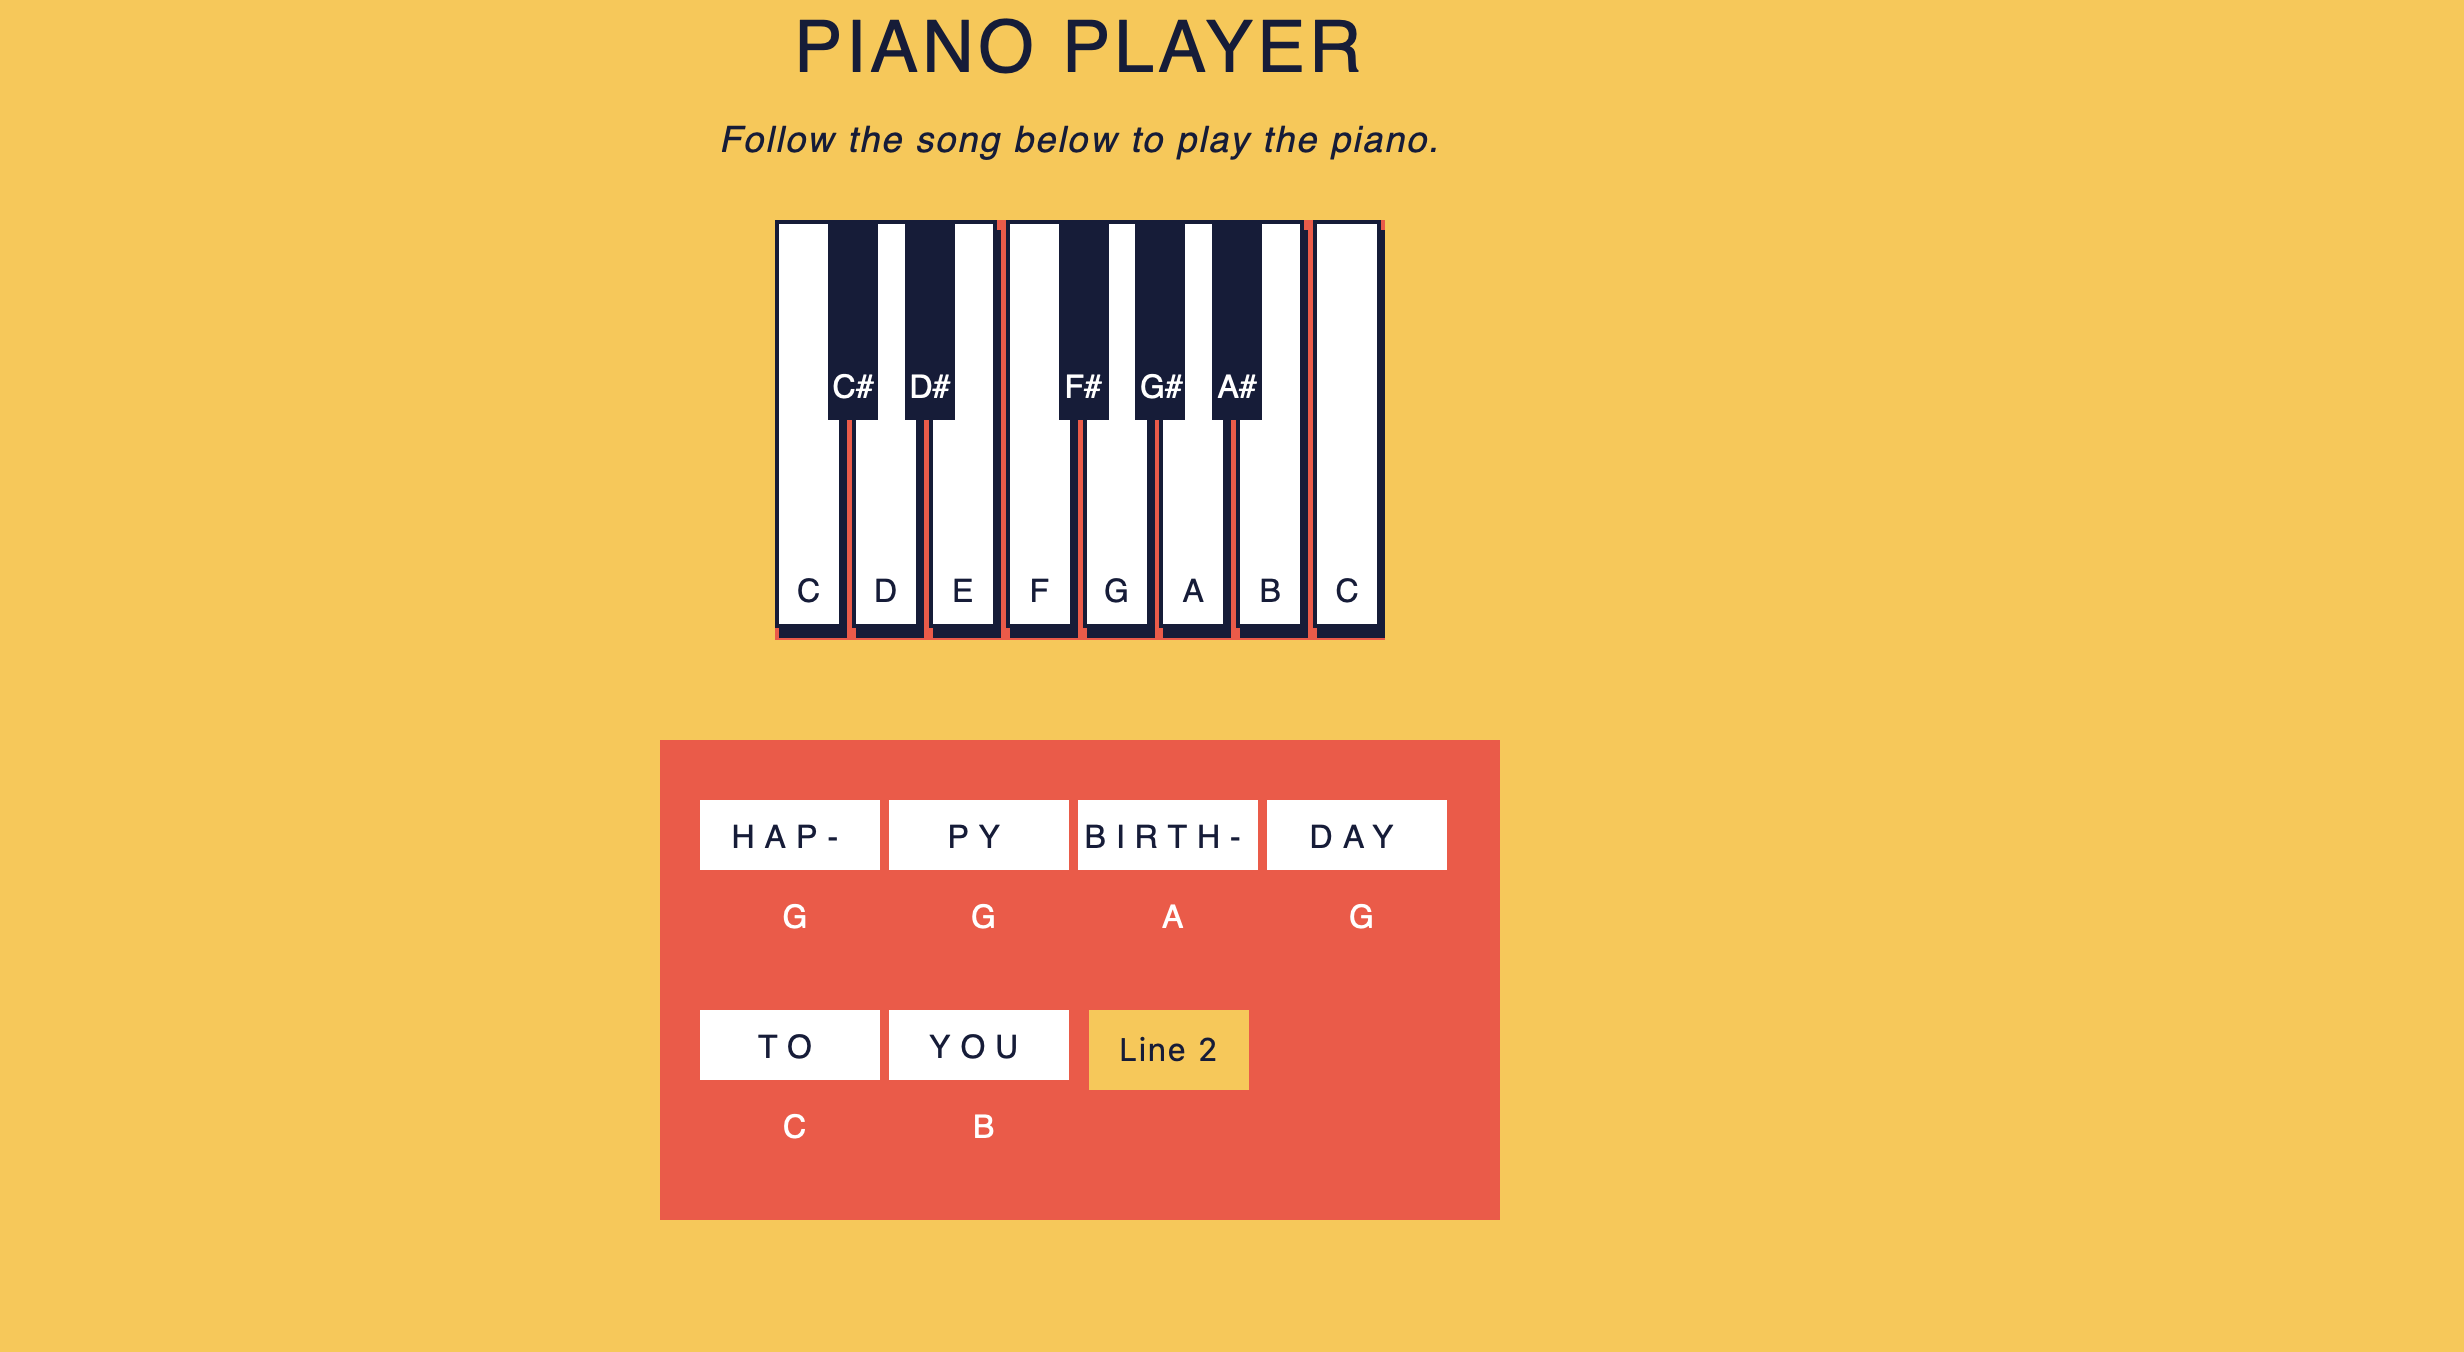 PIANO PLAYER
Follow the song below to play the piano.
C# D# F# G# A#
C D E F G A B C
HAP- PY BIRTH- DAY
G G A G
TO YOU Line 2
C B